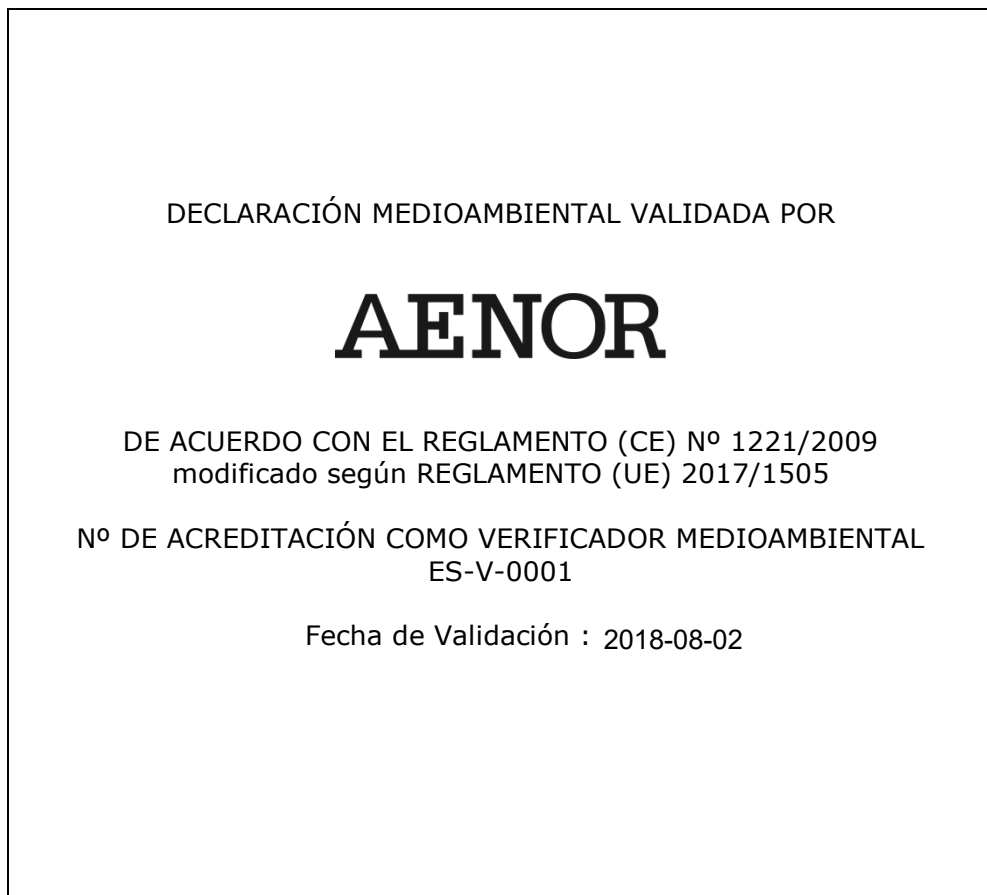 DECLARACIÓN MEDIOAMBIENTAL VALIDADA POR
AENOR
DE ACUERDO CON EL REGLAMENTO (CE) Nº 1221/2009
modificado según REGLAMENTO (UE) 2017/1505
Nº DE ACREDITACIÓN COMO VERIFICADOR MEDIOAMBIENTAL
ES-V-0001
Fecha de Validación : 2018-08-02